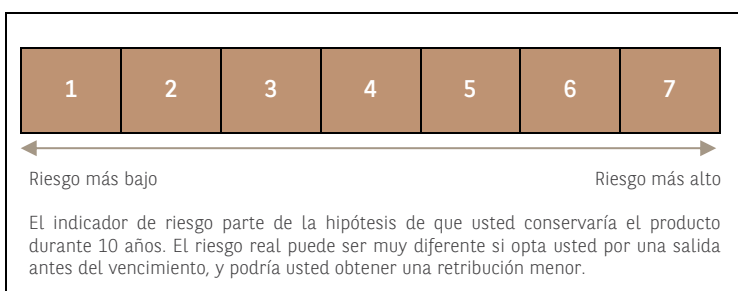 1 2 3 4 5 6 7
Riesgo más bajo Riesgo más alto
El indicador de riesgo parte de la hipótesis de que usted conservaría el producto
durante 10 años. El riesgo real puede ser muy diferente si opta usted por una salida
antes del vencimiento, y podría usted obtener una retribución menor.